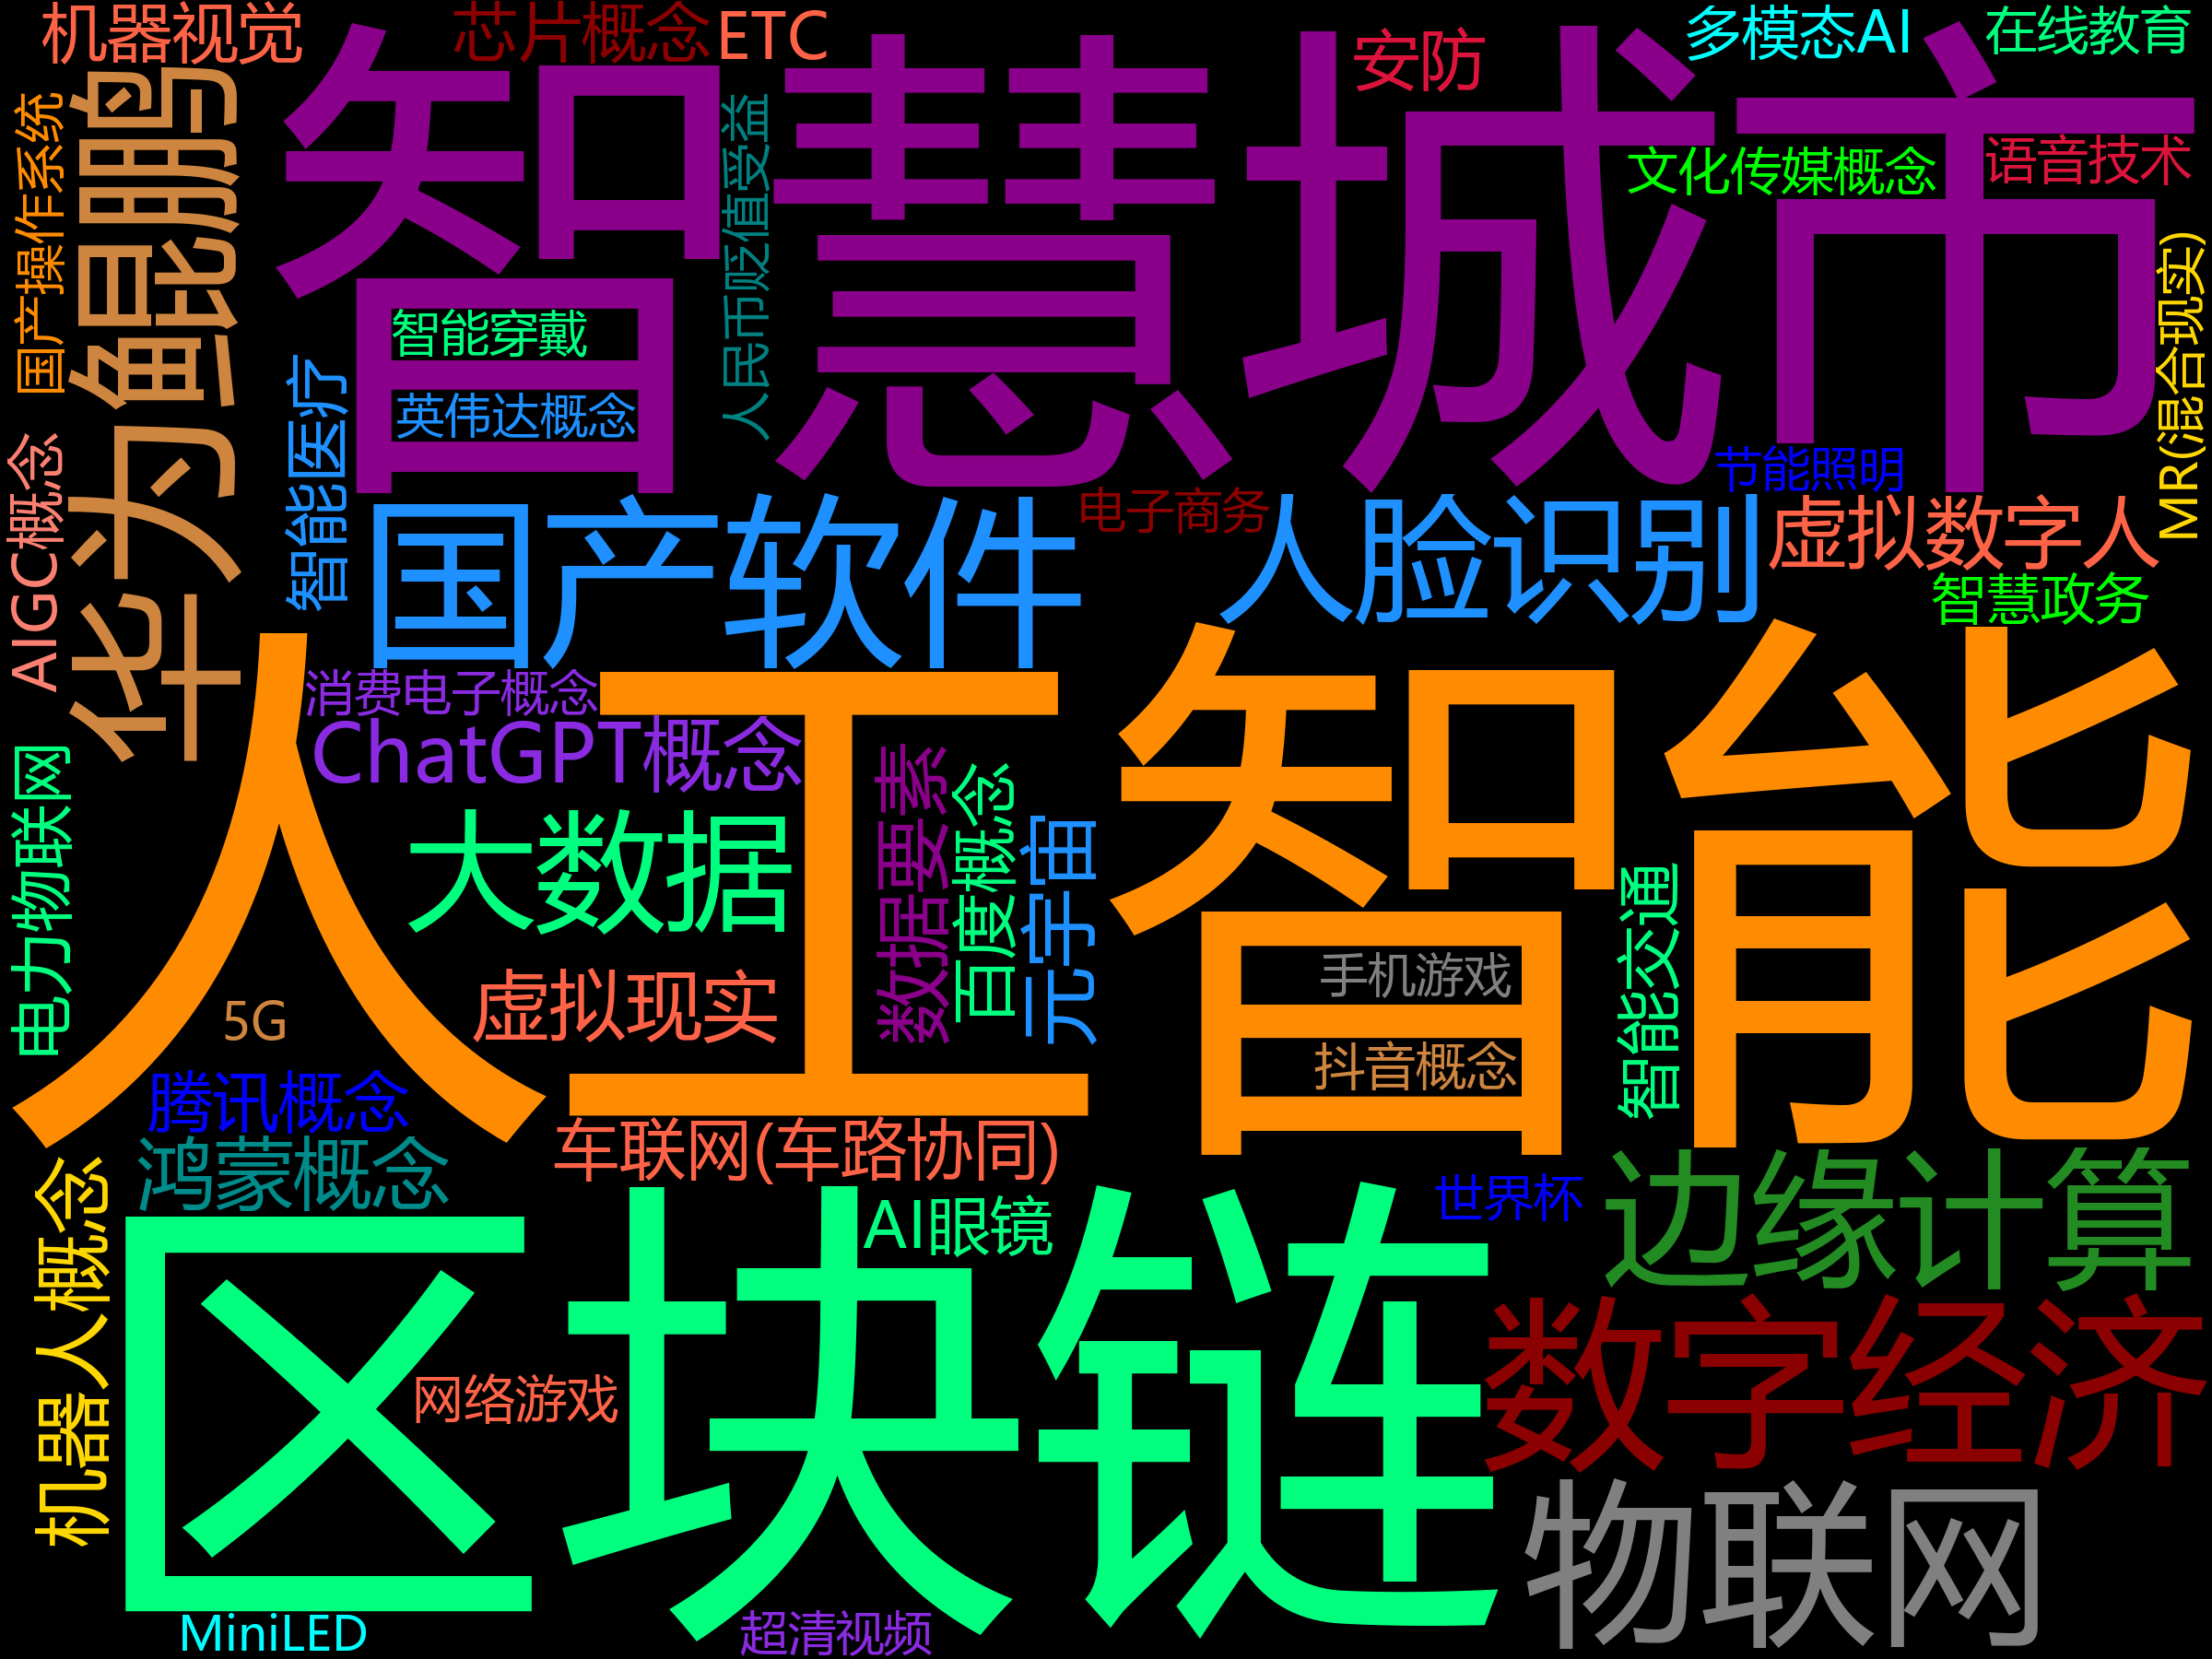 机器视觉
芯片概念
ETC
安防
多模态AI
在线教育
国产操作系统
华为鲲鹏
智慧城市
人民币贬值受益
文化传媒概念
语音技术
MR(混合现实)
智能穿戴
英伟达概念
智能医疗
AIGC概念
节能照明
电子商务
国产软件
人脸识别
虚拟数字人
智慧政务
人工智能
消费电子概念
ChatGPT概念
电力物联网
大数据
数据要素
百度概念
元宇宙
智能交通
手机游戏
虚拟现实
5G
抖音概念
腾讯概念
鸿蒙概念
车联网(车路协同)
机器人概念
AI眼镜
世界杯
边缘计算
区块链
网络游戏
数字经济
物联网
MiniLED
超清视频